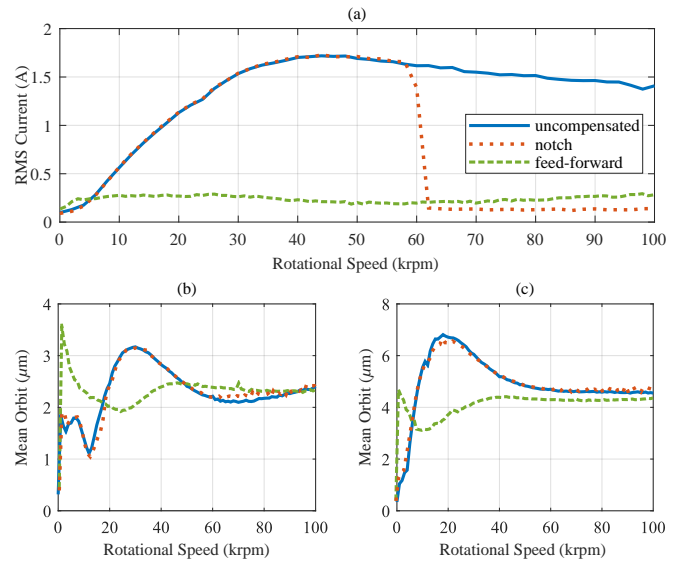 (a)
2
1.5
1
0.5
0
RMS Current (A)
uncompensated
notch
feed-forward
0 10 20 30 40 50 60 70 80 90 100
Rotational Speed (krpm)
(b)
4
3
2
1
0
Mean Orbit (μm)
0 20 40 60 80 100
Rotational Speed (krpm)
(c)
8
6
4
2
0
Mean Orbit (μm)
0 20 40 60 80 100
Rotational Speed (krpm)